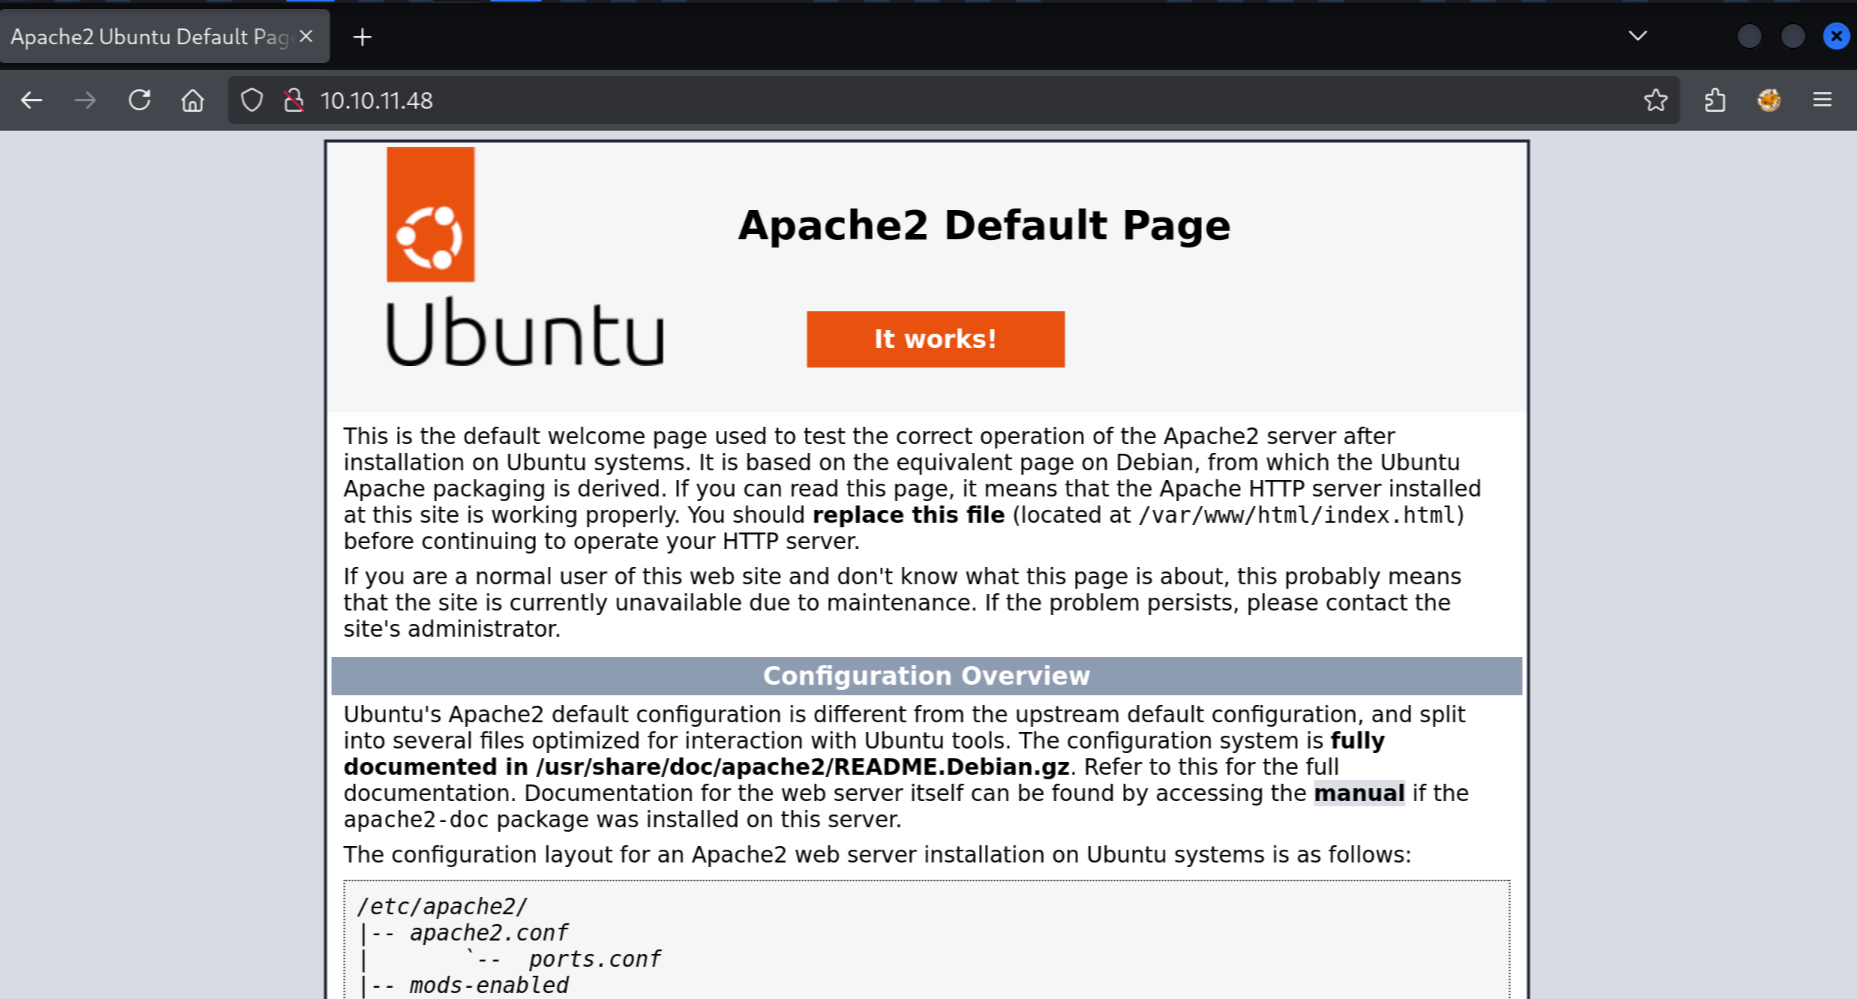 Apache2 Ubuntu Default Pag
10.10.11.48
Ubuntu
Apache2 Default Page
It works!
This is the default welcome page used to test the correct operation of the Apache2 server after
installation on Ubuntu systems. It is based on the equivalent page on Debian, from which the Ubuntu
Apache packaging is derived. If you can read this page, it means that the Apache HTTP server installed
at this site is working properly. You should replace this file (located at /var/www/html/index.html)
before continuing to operate your HTTP server.
If you are a normal user of this web site and don't know what this page is about, this probably means
that the site is currently unavailable due to maintenance. If the problem persists, please contact the
site's administrator.
Configuration Overview
Ubuntu's Apache2 default configuration is different from the upstream default configuration, and split
into several files optimized for interaction with Ubuntu tools. The configuration system is fully
documented in /usr/share/doc/apache2/README.Debian.gz. Refer to this for the full
documentation. Documentation for the web server itself can be found by accessing the manual if the
apache2-doc package was installed on this server.
The configuration layout for an Apache2 web server installation on Ubuntu systems is as follows:
/etc/apache2/
|-- apache2.conf
|       `--  ports.conf
|-- mods-enabled